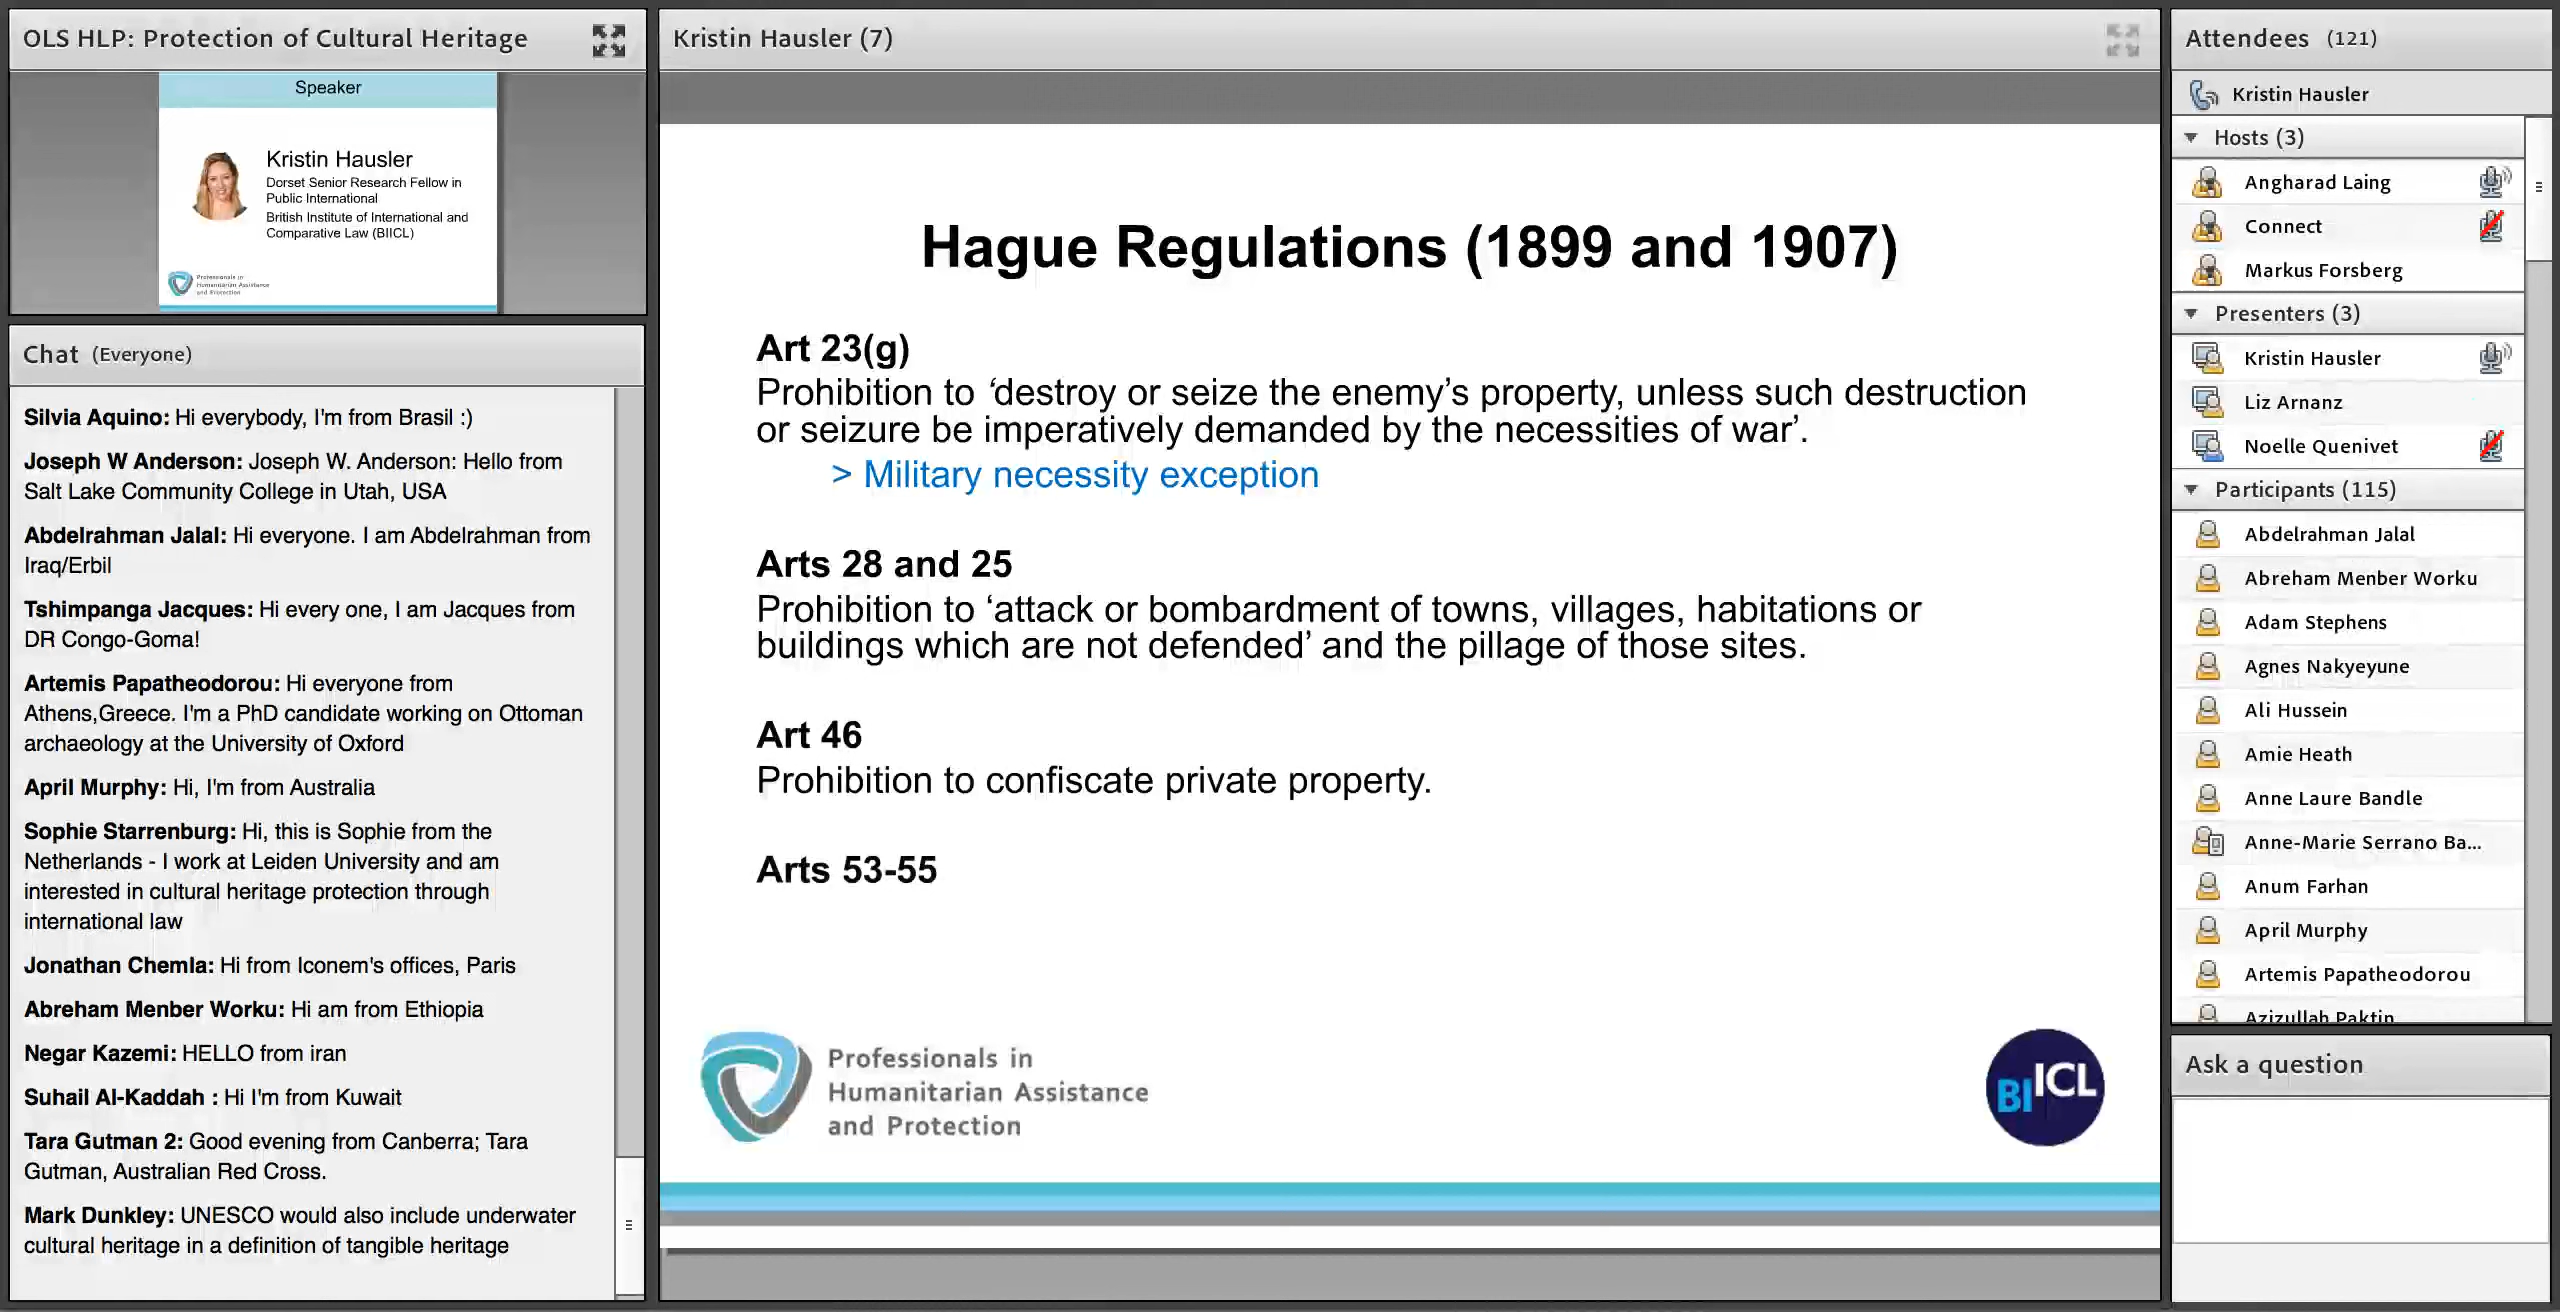 OLS HLP: Protection of Cultural Heritage
Speaker
Kristin Hausler
Dorset Senior Research Fellow in
Public International
British Institute of International and
Comparative Law (BIICL)
Professionals in
Humanitarian Assistance
and Protection
Chat (Everyone)
Silvia Aquino: Hi everybody, I'm from Brasil :)
Joseph W Anderson: Joseph W. Anderson: Hello from
Salt Lake Community College in Utah, USA
Abdelrahman Jalal: Hi everyone. I am Abdelrahman from
Iraq/Erbil
Tshimpanga Jacques: Hi every one, I am Jacques from
DR Congo-Goma!
Artemis Papatheodorou: Hi everyone from
Athens,Greece. I'm a PhD candidate working on Ottoman
archaeology at the University of Oxford
April Murphy: Hi, I'm from Australia
Sophie Starrenburg: Hi, this is Sophie from the
Netherlands - I work at Leiden University and am
interested in cultural heritage protection through
international law
Jonathan Chemla: Hi from Iconem's offices, Paris
Abreham Menber Worku: Hi am from Ethiopia
Negar Kazemi: HELLO from iran
Suhail Al-Kaddah : Hi I'm from Kuwait
Tara Gutman 2: Good evening from Canberra; Tara
Gutman, Australian Red Cross.
Mark Dunkley: UNESCO would also include underwater
cultural heritage in a definition of tangible heritage
Kristin Hausler (7)
Hague Regulations (1899 and 1907)
Art 23(g)
Prohibition to ‘destroy or seize the enemy’s property, unless such destruction
or seizure be imperatively demanded by the necessities of war’.
> Military necessity exception
Arts 28 and 25
Prohibition to ‘attack or bombardment of towns, villages, habitations or
buildings which are not defended’ and the pillage of those sites.
Art 46
Prohibition to confiscate private property.
Arts 53-55
Professionals in
Humanitarian Assistance
and Protection
BIICL
Attendees (121)
Kristin Hausler
Hosts (3)
Angharad Laing
Connect
Markus Forsberg
Presenters (3)
Kristin Hausler
Liz Arnanz
Noelle Quenivet
Participants (115)
Abdelrahman Jalal
Abreham Menber Worku
Adam Stephens
Agnes Nakyeyune
Ali Hussein
Amie Heath
Anne Laure Bandle
Anne-Marie Serrano Ba...
Anum Farhan
April Murphy
Artemis Papatheodorou
Azizullah Paktin
Ask a question